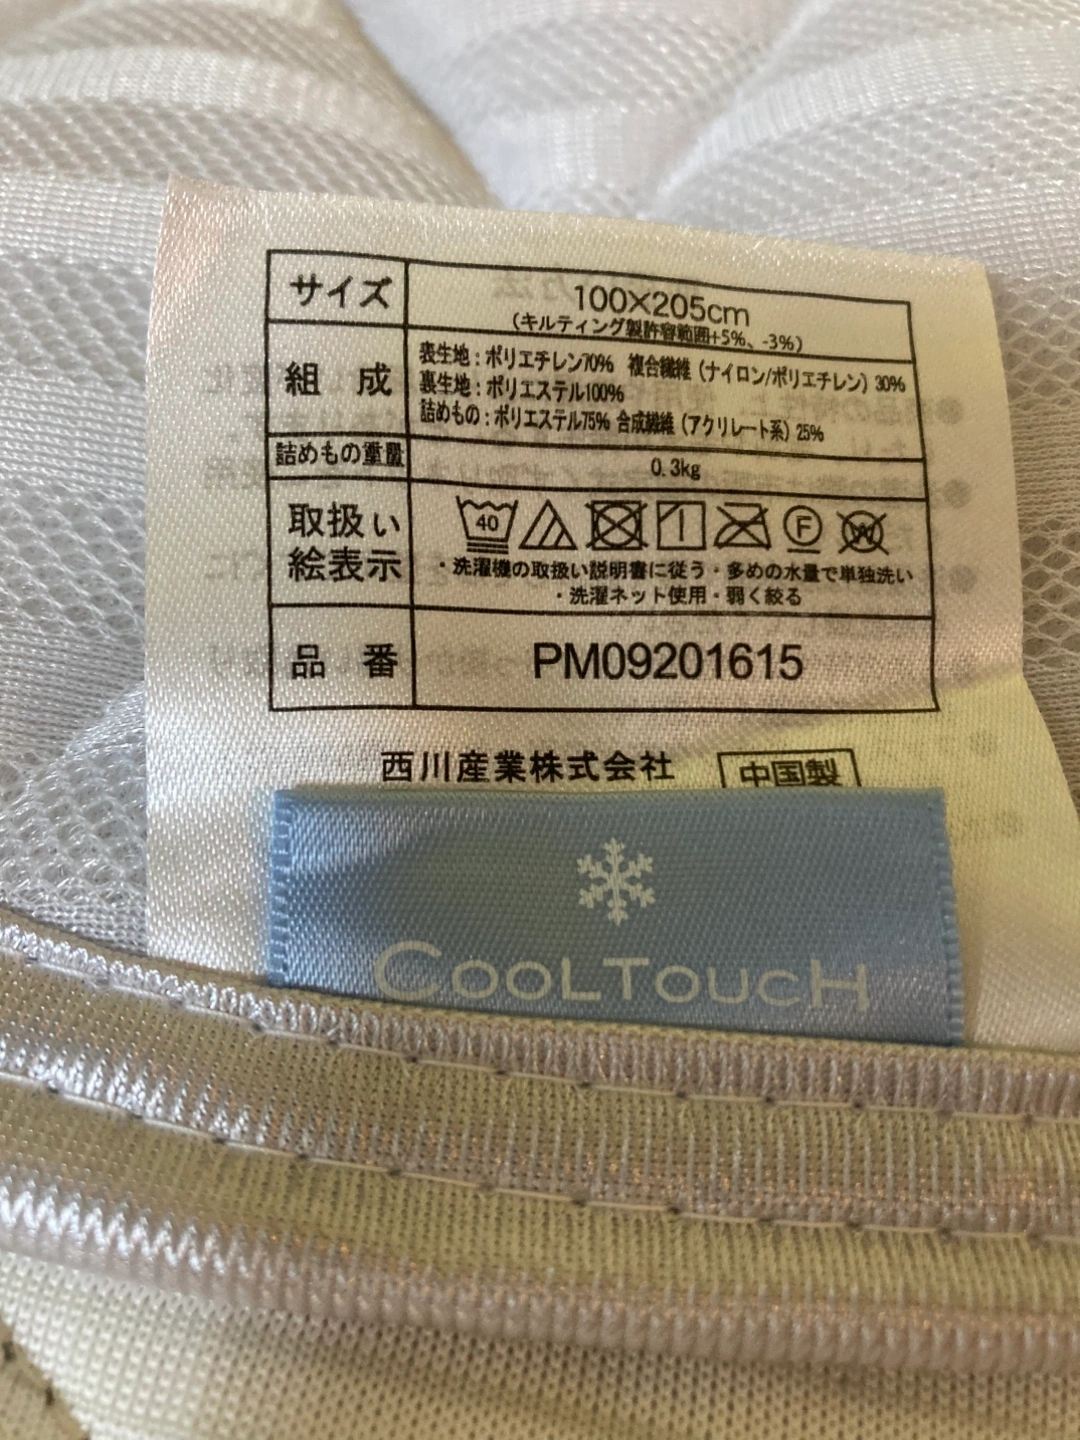 サイズ 100×205cm
(キルティング製許容範囲+5%、-3%)
組 成 表生地:ポリエチレン70% 複合繊維(ナイロン/ポリエチレン)30%
裏生地:ポリエステル100%
詰めもの:ポリエステル75% 合成繊維(アクリレート系)25%
詰めもの重量 0.3kg
取扱い
絵表示
40 F W
・洗濯機の取扱い説明書に従う・多めの水量で単独洗い
・洗濯ネット使用・弱く絞る
品 番 PM09201615
西川産業株式会社 中国製
COOLTOUCH